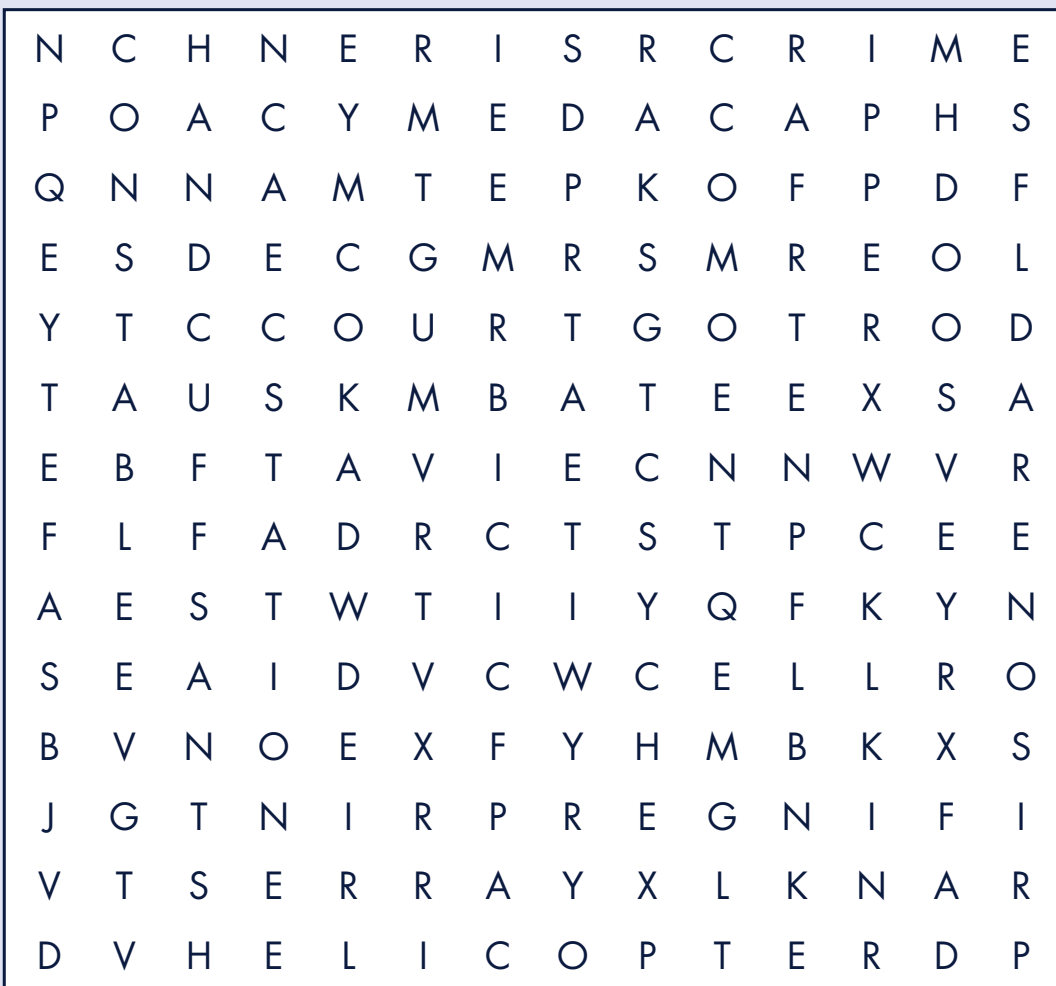 N C H N E R I S R C R I M E
P O A C Y M E D A C A P H S
Q N N A M T E P K O F P D F
E S D E C G M R S M R E O L
Y T C C O U R T G O T R O D
T A U S K M B A T E E X S A
E B F T A V I E C N N W V R
F L F A D R C T S T P C E E
A E S T W T I I Y Q F K Y N
S E A I D V C W C E L L R O
B V N O E X F Y H M B K X S
J G T N I R P R E G N I F I
V T S E R R A Y X L K N A R
D V H E L I C O P T E R D P